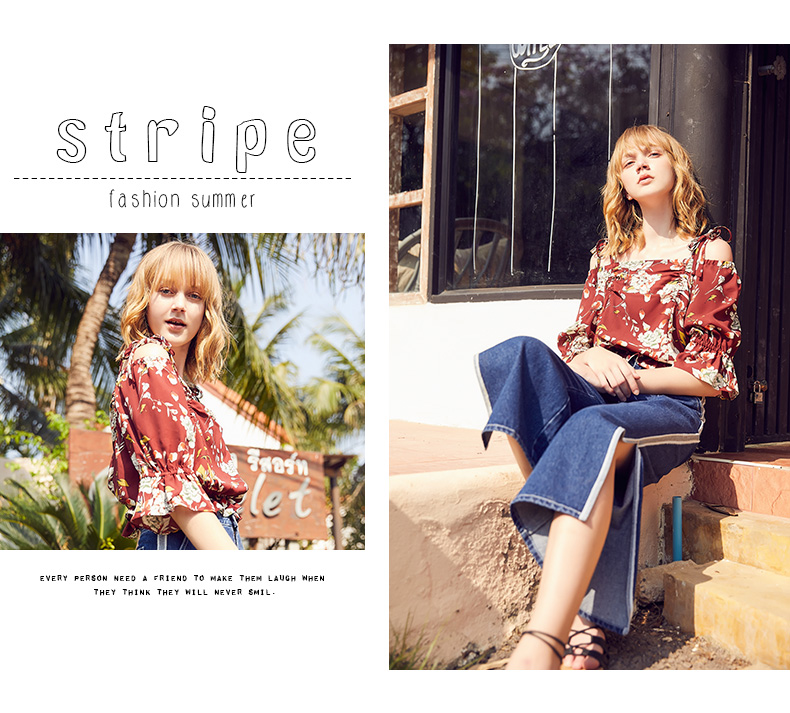 stripe
fashion summer
รีสอร์ท
let
EVERY PERSON NEED A FRIEND TO MAKE THEM LAUGH WHEN
THEY THINK THEY WILL NEVER SMIL.